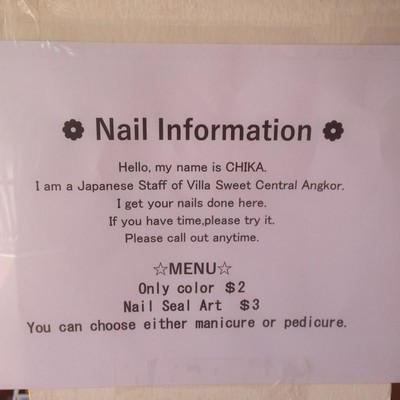 Nail Information
Hello, my name is CHIKA.
I am a Japanese Staff of Villa Sweet Central Angkor.
I get your nails done here.
If you have time,please try it.
Please call out anytime.
☆MENU☆
Only color $2
Nail Seal Art $3
You can choose either manicure or pedicure.